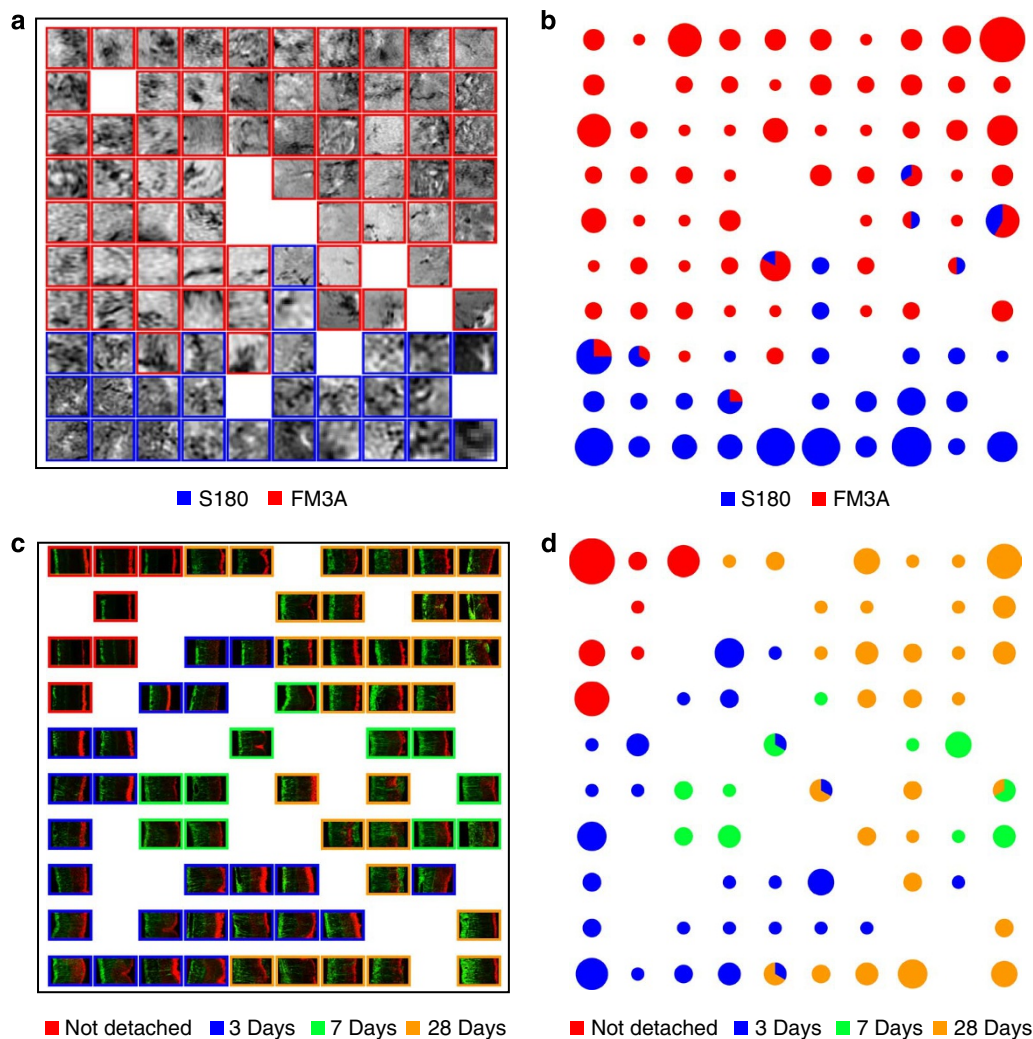 a
b
S180 FM3A
S180 FM3A
c
d
Not detached 3 Days 7 Days 28 Days
Not detached 3 Days 7 Days 28 Days